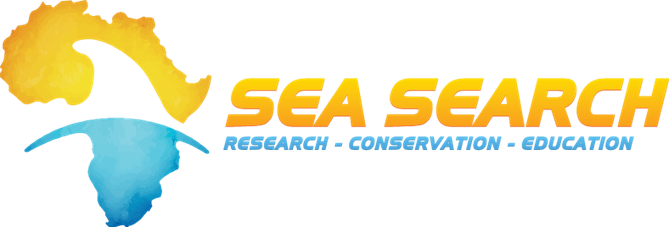 SEA SEARCH
RESEARCH - CONSERVATION - EDUCATION